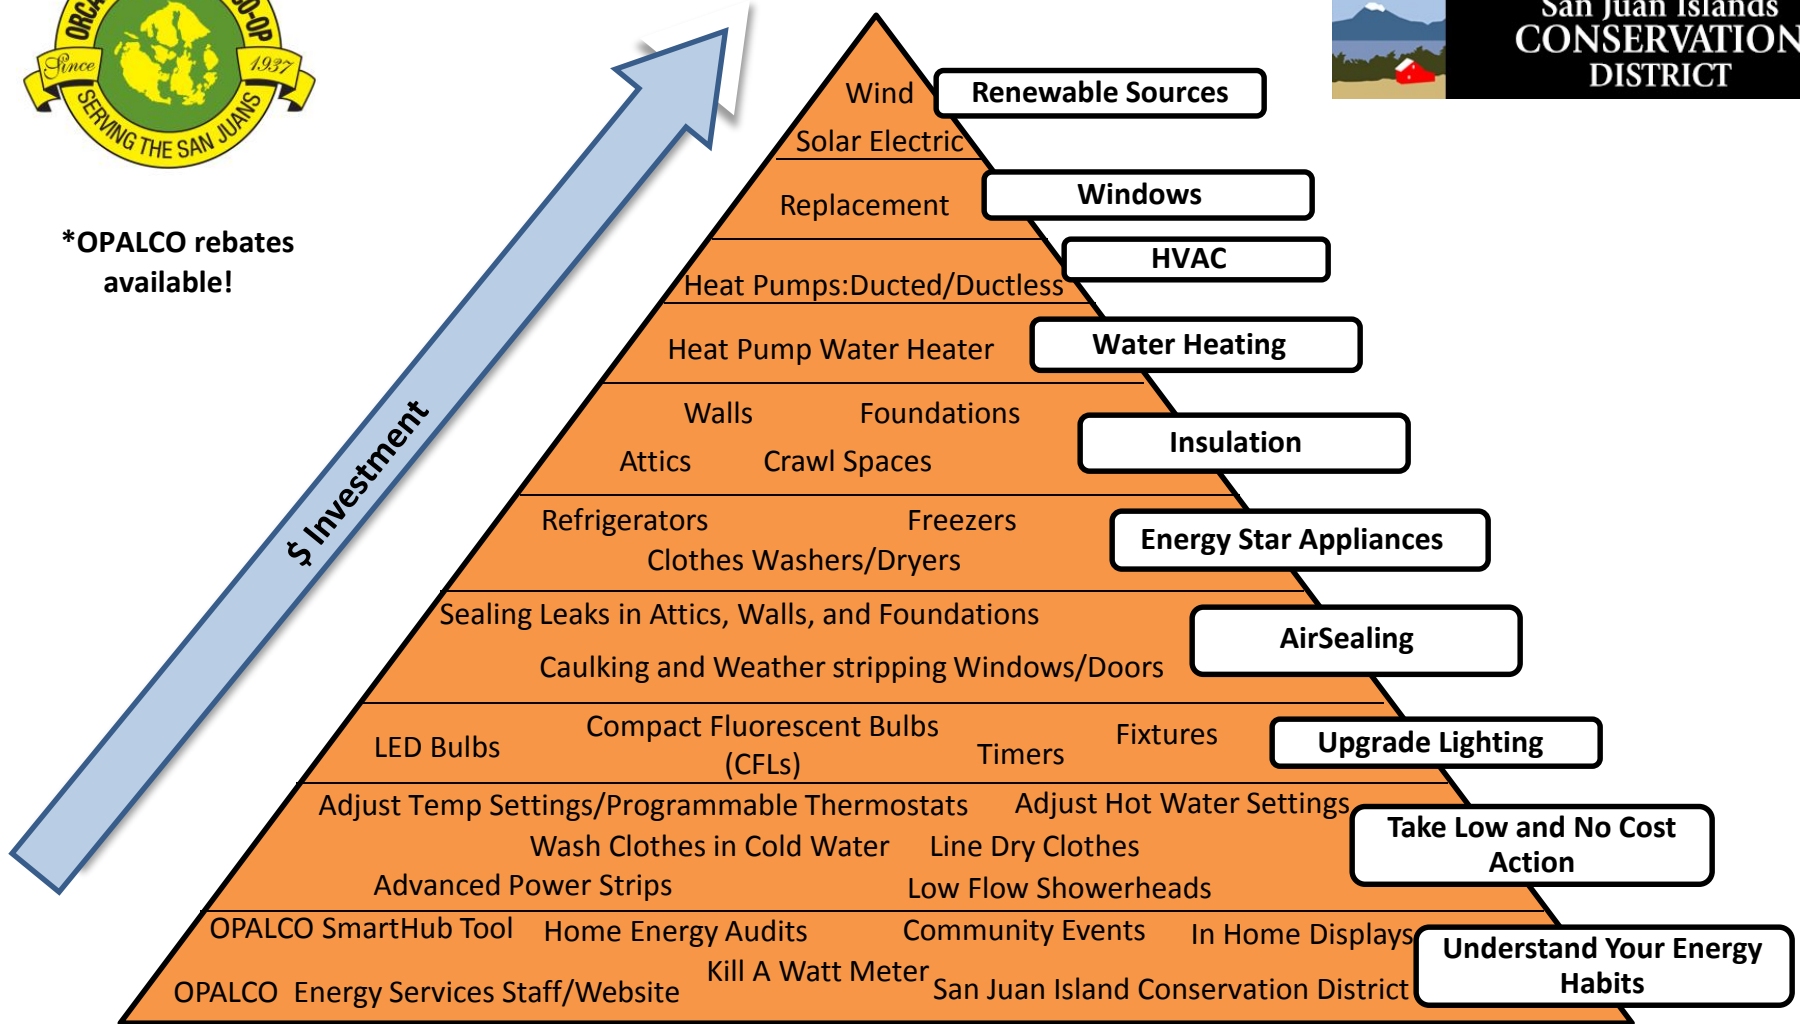 CO-OP
Since 1937
SERVING THE SAN JUANS
San Juan Islands
CONSERVATION
DISTRICT
*OPALCO rebates
available!
$ Investment
Wind
Solar Electric
Renewable Sources
Replacement
Windows
Heat Pumps:Ducted/Ductless
HVAC
Heat Pump Water Heater
Water Heating
Walls Foundations
Attics Crawl Spaces
Insulation
Refrigerators Freezers
Clothes Washers/Dryers
Energy Star Appliances
Sealing Leaks in Attics, Walls, and Foundations
Caulking and Weather stripping Windows/Doors
AirSealing
LED Bulbs
Compact Fluorescent Bulbs
(CFLs)
Timers
Fixtures
Upgrade Lighting
Adjust Temp Settings/Programmable Thermostats Adjust Hot Water Settings
Wash Clothes in Cold Water Line Dry Clothes
Advanced Power Strips Low Flow Showerheads
Take Low and No Cost
Action
OPALCO SmartHub Tool Home Energy Audits Community Events In Home Displays
Kill A Watt Meter
OPALCO Energy Services Staff/Website San Juan Island Conservation District
Understand Your Energy
Habits